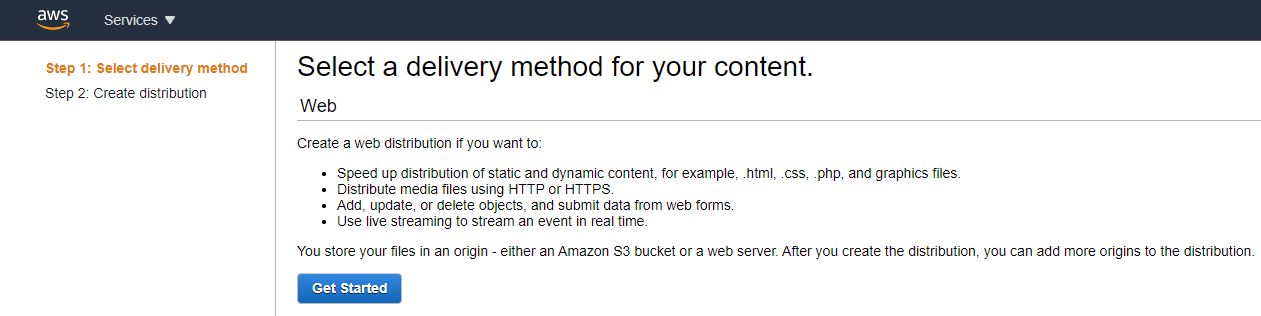 aws Services
Step 1: Select delivery method
Step 2: Create distribution
Select a delivery method for your content.
Web
Create a web distribution if you want to:
Speed up distribution of static and dynamic content, for example, .html, .css, .php, and graphics files.
Distribute media files using HTTP or HTTPS.
Add, update, or delete objects, and submit data from web forms.
Use live streaming to stream an event in real time.
You store your files in an origin - either an Amazon S3 bucket or a web server. After you create the distribution, you can add more origins to the distribution.
Get Started